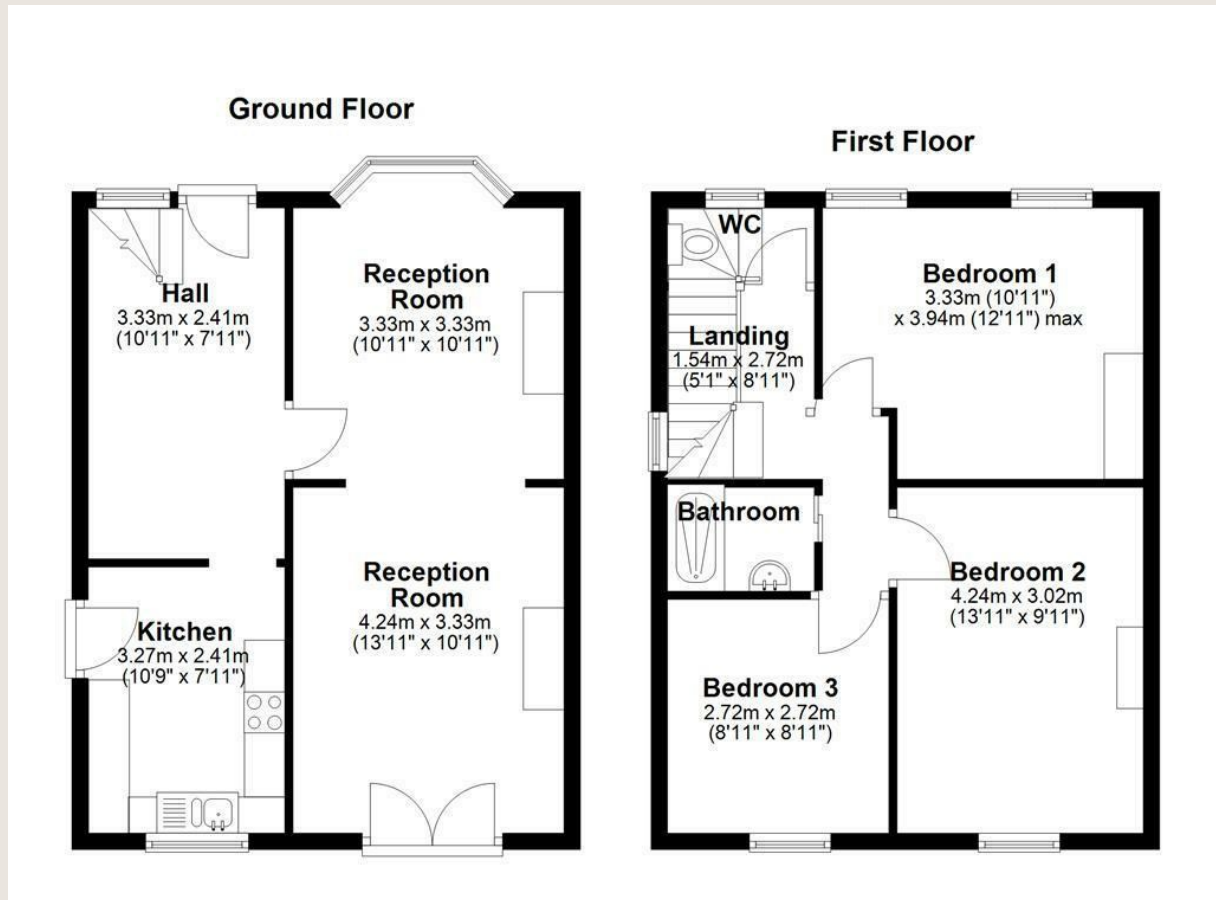 Ground Floor
Hall
3.33m x 2.41m
(10'11" x 7'11")
Reception
Room
3.33m x 3.33m
(10'11" x 10'11")
Kitchen
3.27m x 2.41m
(10'9" x 7'11")
Reception
Room
4.24m x 3.33m
(13'11" x 10'11")
First Floor
WC
Landing
1.54m x 2.72m
(5'1" x 8'11")
Bedroom 1
3.33m (10'11")
x 3.94m (12'11") max
Bathroom
Bedroom 2
4.24m x 3.02m
(13'11" x 9'11")
Bedroom 3
2.72m x 2.72m
(8'11" x 8'11")